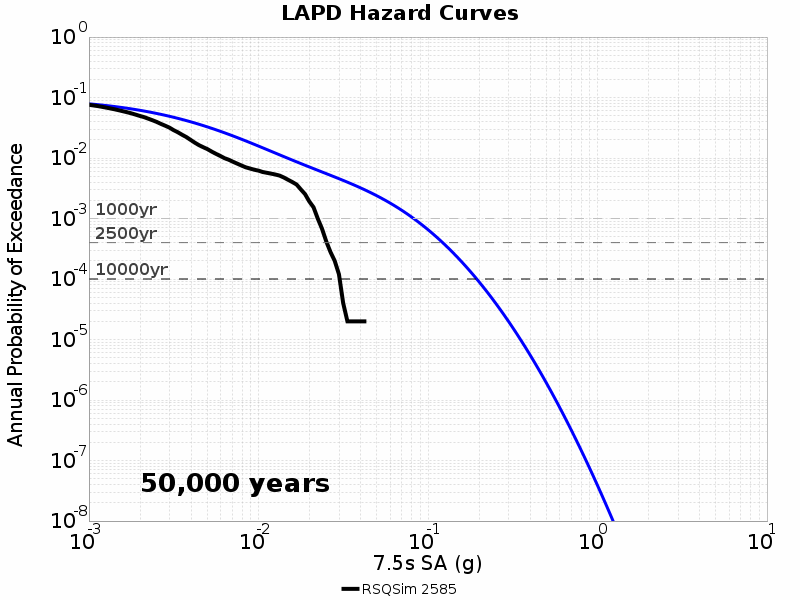 LAPD Hazard Curves
Annual Probability of Exceedance
10^0
10^-1
10^-2
10^-3
10^-4
10^-5
10^-6
10^-7
10^-8
1000yr
2500yr
10000yr
50,000 years
10^-3 10^-2 10^-1 10^0 10^1
7.5s SA (g)
RSQSim 2585